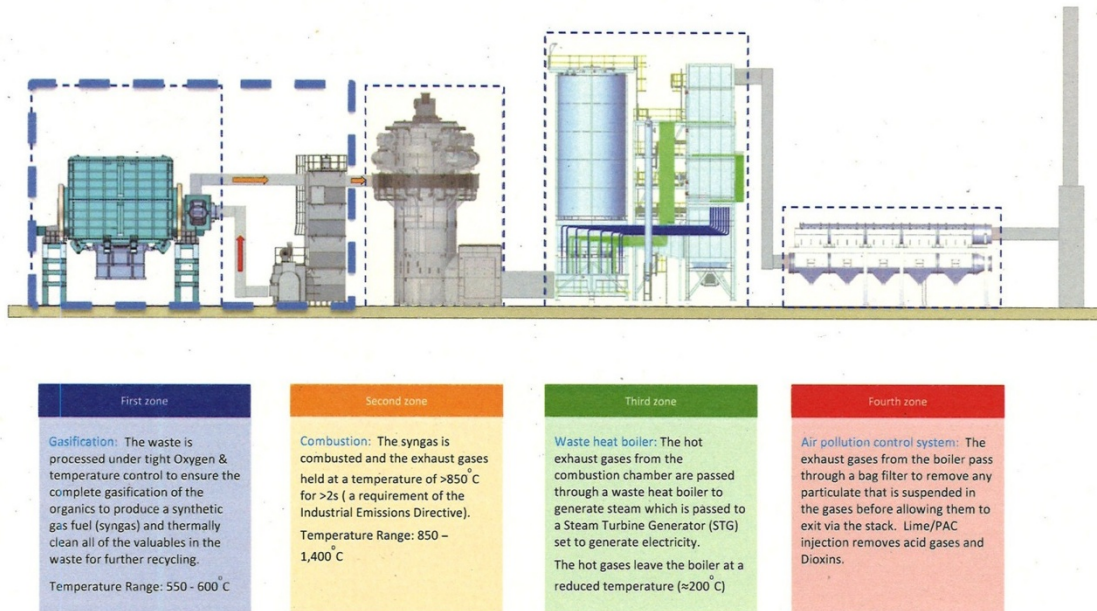 First zone
Gasification: The waste is
processed under tight Oxygen &
temperature control to ensure the
complete gasification of the
organics to produce a synthetic
gas fuel (syngas) and thermally
clean all of the valuables in the
waste for further recycling.
Temperature Range: 550 - 600°C
Second zone
Combustion: The syngas is
combusted and the exhaust gases
held at a temperature of >850°C
for >2s ( a requirement of the
Industrial Emissions Directive).
Temperature Range: 850 –
1,400°C
Third zone
Waste heat boiler: The hot
exhaust gases from the
combustion chamber are passed
through a waste heat boiler to
generate steam which is passed to
a Steam Turbine Generator (STG)
set to generate electricity.
The hot gases leave the boiler at a
reduced temperature (≈200°C)
Fourth zone
Air pollution control system: The
exhaust gases from the boiler pass
through a bag filter to remove any
particulate that is suspended in
the gases before allowing them to
exit via the stack. Lime/PAC
injection removes acid gases and
Dioxins.